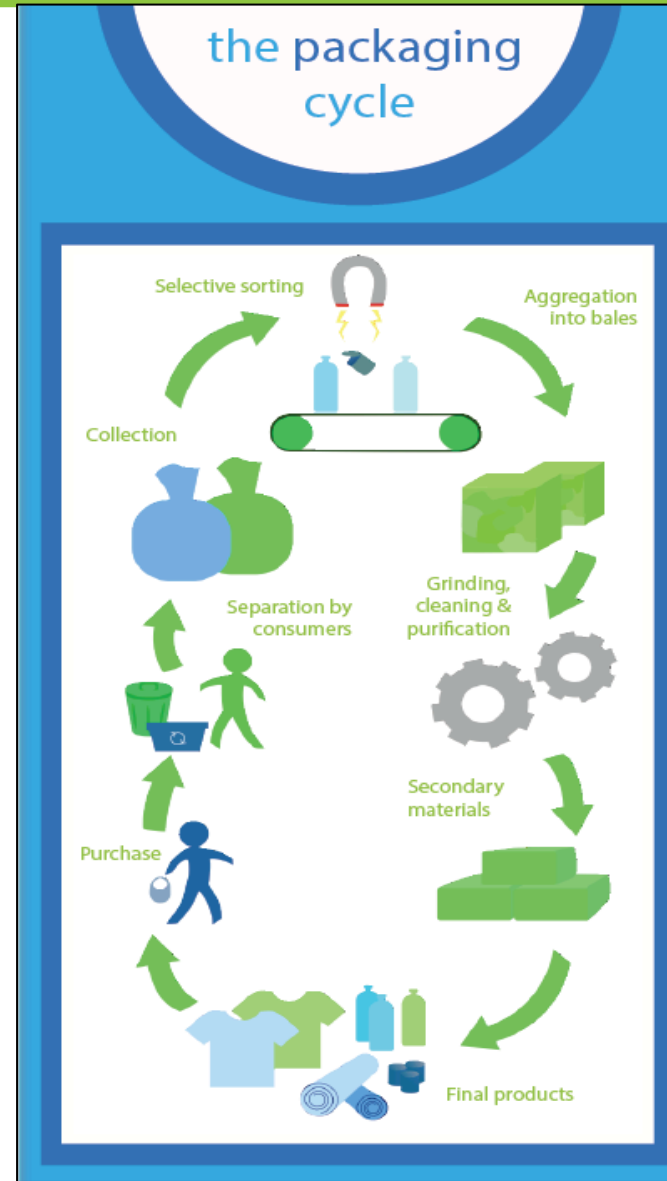 the packaging
cycle
Selective sorting
Aggregation
into bales
Collection
Grinding,
cleaning &
purification
Separation by
consumers
Secondary
materials
Purchase
Final products